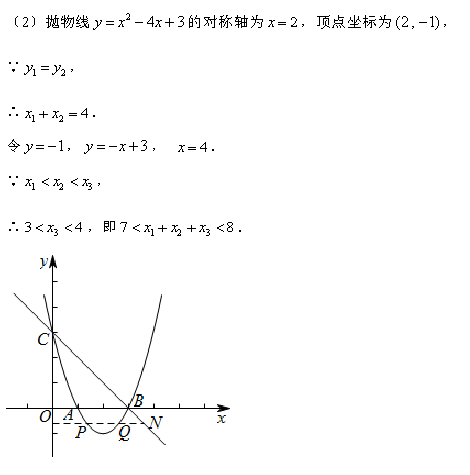 （2）抛物线 y = x² − 4x + 3 的对称轴为 x = 2，顶点坐标为 (2, −1)，
∵ y₁ = y₂，
∴ x₁ + x₂ = 4．
令 y = −1， y = −x + 3， x = 4．
∵ x₁ < x₂ < x₃，
∴ 3 < x₃ < 4，即 7 < x₁ + x₂ + x₃ < 8．
y
C
B
O A N x
P Q